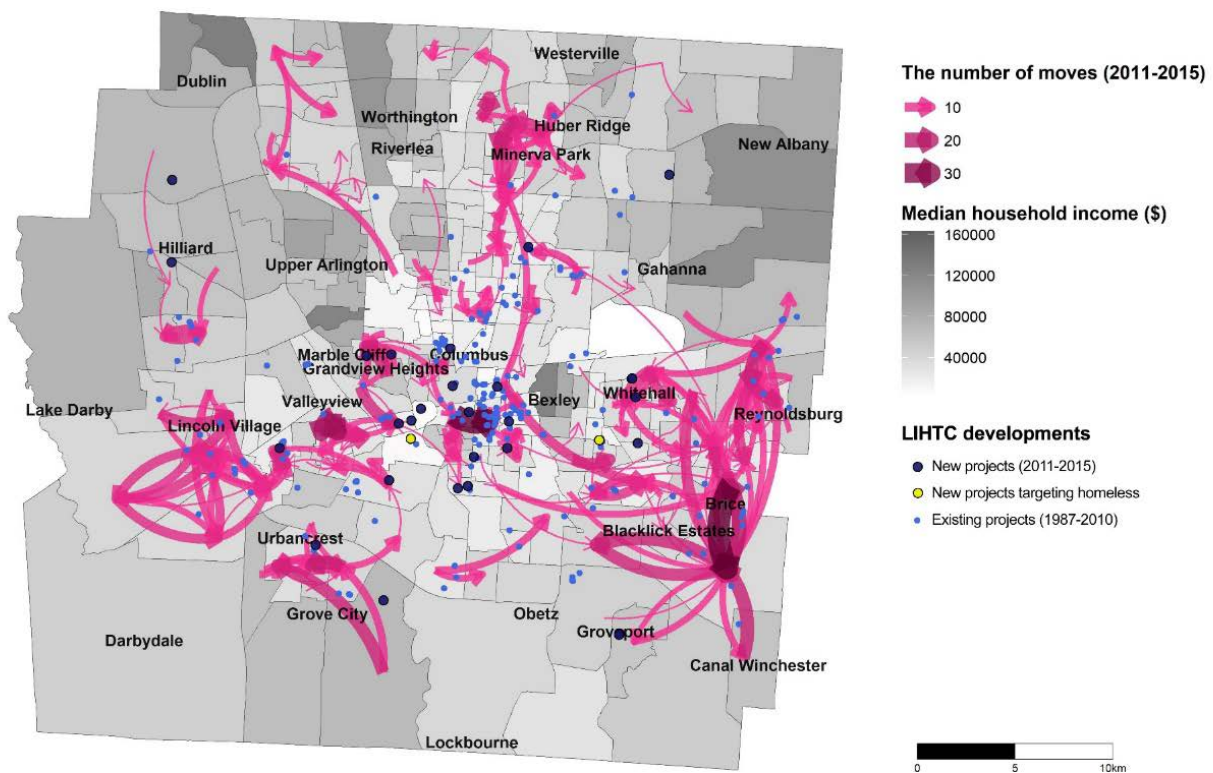 Westerville
Dublin
Worthington
Huber Ridge
Riverlea
Minerva Park
New Albany
Hilliard
Upper Arlington
Gahanna
Marble Cliff
Columbus
Grandview Heights
Whitehall
Valleyview
Bexley
Lake Darby
Reynoldsburg
Lincoln Village
Brice
Blacklick Estates
Urbancrest
Grove City
Obetz
Groveport
Darbydale
Canal Winchester
Lockbourne
The number of moves (2011-2015)
10
20
30
Median household income ($)
160000
120000
80000
40000
LIHTC developments
New projects (2011-2015)
New projects targeting homeless
Existing projects (1987-2010)
0 5 10km